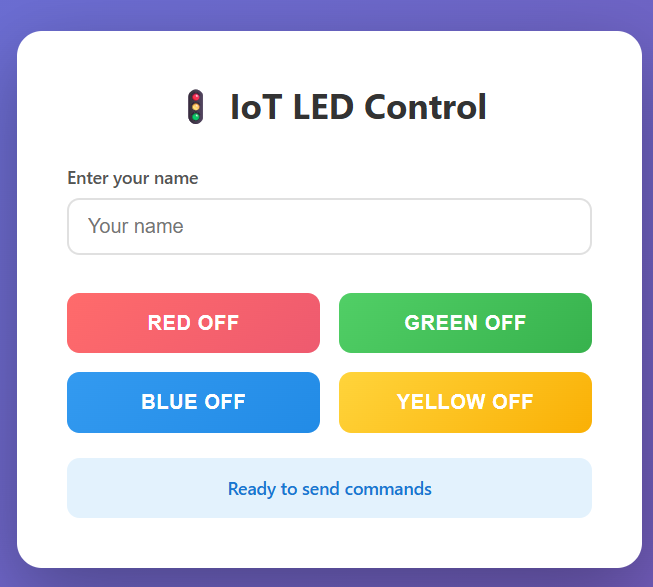 IoT LED Control
Enter your name
Your name
RED OFF
GREEN OFF
BLUE OFF
YELLOW OFF
Ready to send commands